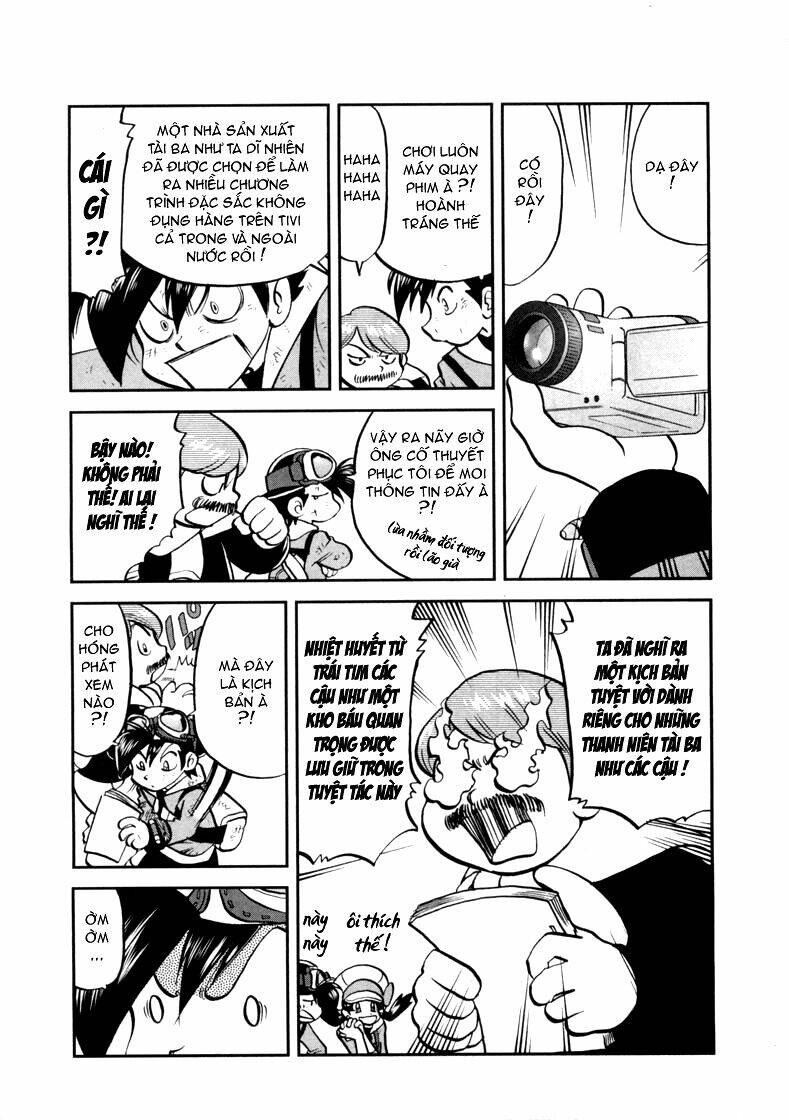 DẠ ĐÂY
!
CÓ
RỒI
ĐÂY!
CHƠI LUÔN
MÁY QUAY
PHIM À ?!
HOÀNH
TRÁNG THẾ
HAHA
HAHA
HAHA
MỘT NHÀ SẢN XUẤT
TÀI BA NHƯ TA DĨ NHIÊN
ĐÃ ĐƯỢC CHỌN ĐỂ LÀM
RA NHIỀU CHƯƠNG
TRÌNH ĐẶC SẮC KHÔNG
ĐỤNG HÀNG TRÊN TIVI
CẢ TRONG VÀ NGOÀI
NƯỚC RỒI !
CÁI
GÌ
?!
VẬY RA NÃY GIỜ
ÔNG CỐ THUYẾT
PHỤC TÔI ĐỂ MOI
THÔNG TIN ĐẤY À
?!
lừa nhầm đối tượng
rồi lão già
BẬY NÀO!
KHÔNG PHẢI
THẾ! AI LẠI
NGHĨ THẾ !
TA ĐÃ NGHĨ RA
MỘT KỊCH BẢN
TUYỆT VỜI DÀNH
RIÊNG CHO NHỮNG
THANH NIÊN TÀI BA
NHƯ CÁC CẬU !
NHIỆT HUYẾT TỪ
TRÁI TIM CÁC
CẬU NHƯ MỘT
KHO BÁU QUAN
TRỌNG ĐƯỢC
LƯU GIỮ TRONG
TUYỆT TÁC NÀY
ôi thích
thế !
này
này
MÀ ĐÂY
LÀ KỊCH
BẢN À
?!
CHO
HỎNG
PHÁT
XEM
NÀO
?!
ỜM
ỜM
...